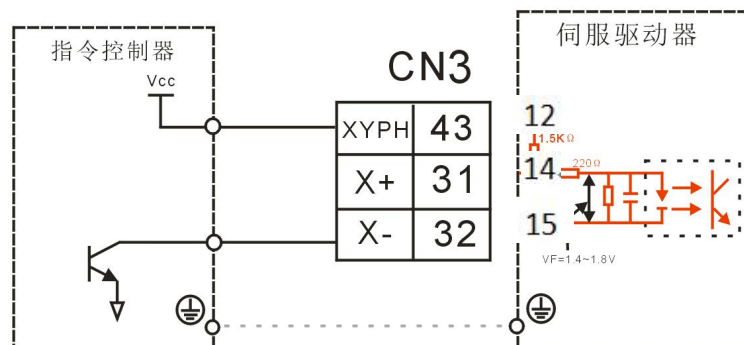 指令控制器
伺服驱动器
Vcc
CN3
XYPH 43
X+ 31
X- 32
12
1.5KΩ
14
220Ω
15
VF=1.4~1.8V